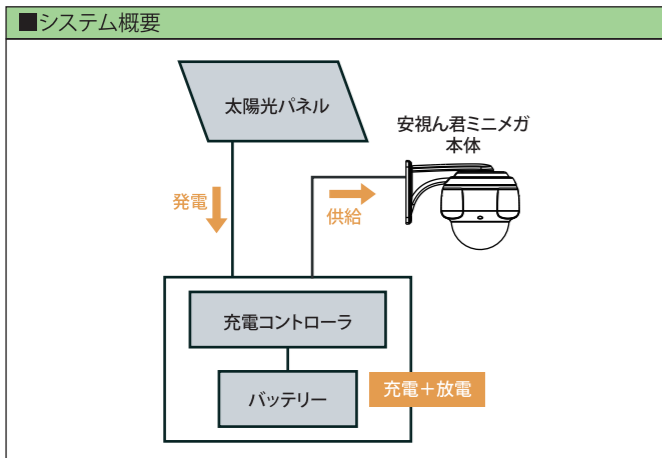 ■システム概要
太陽光パネル
安視ん君ミニメガ
本体
発電
供給
充電コントローラ
バッテリー
充電＋放電